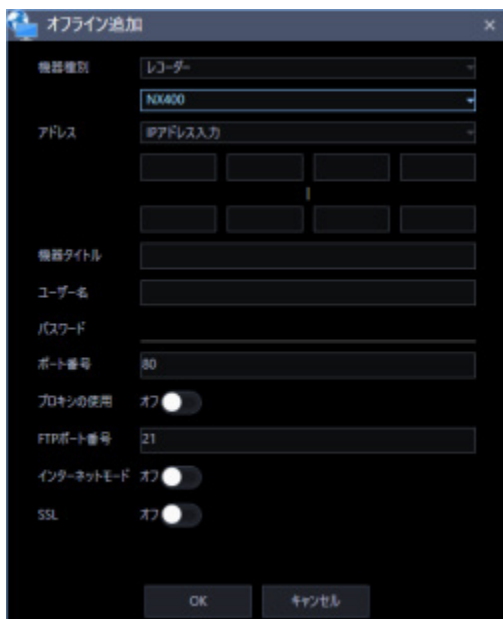 オフライン追加
機器種別 レコーダー
NX400
アドレス IPアドレス入力
機器タイトル
ユーザー名
パスワード
ポート番号 80
プロキシの使用 オフ
FTPポート番号 21
インターネットモード オフ
SSL オフ
OK キャンセル